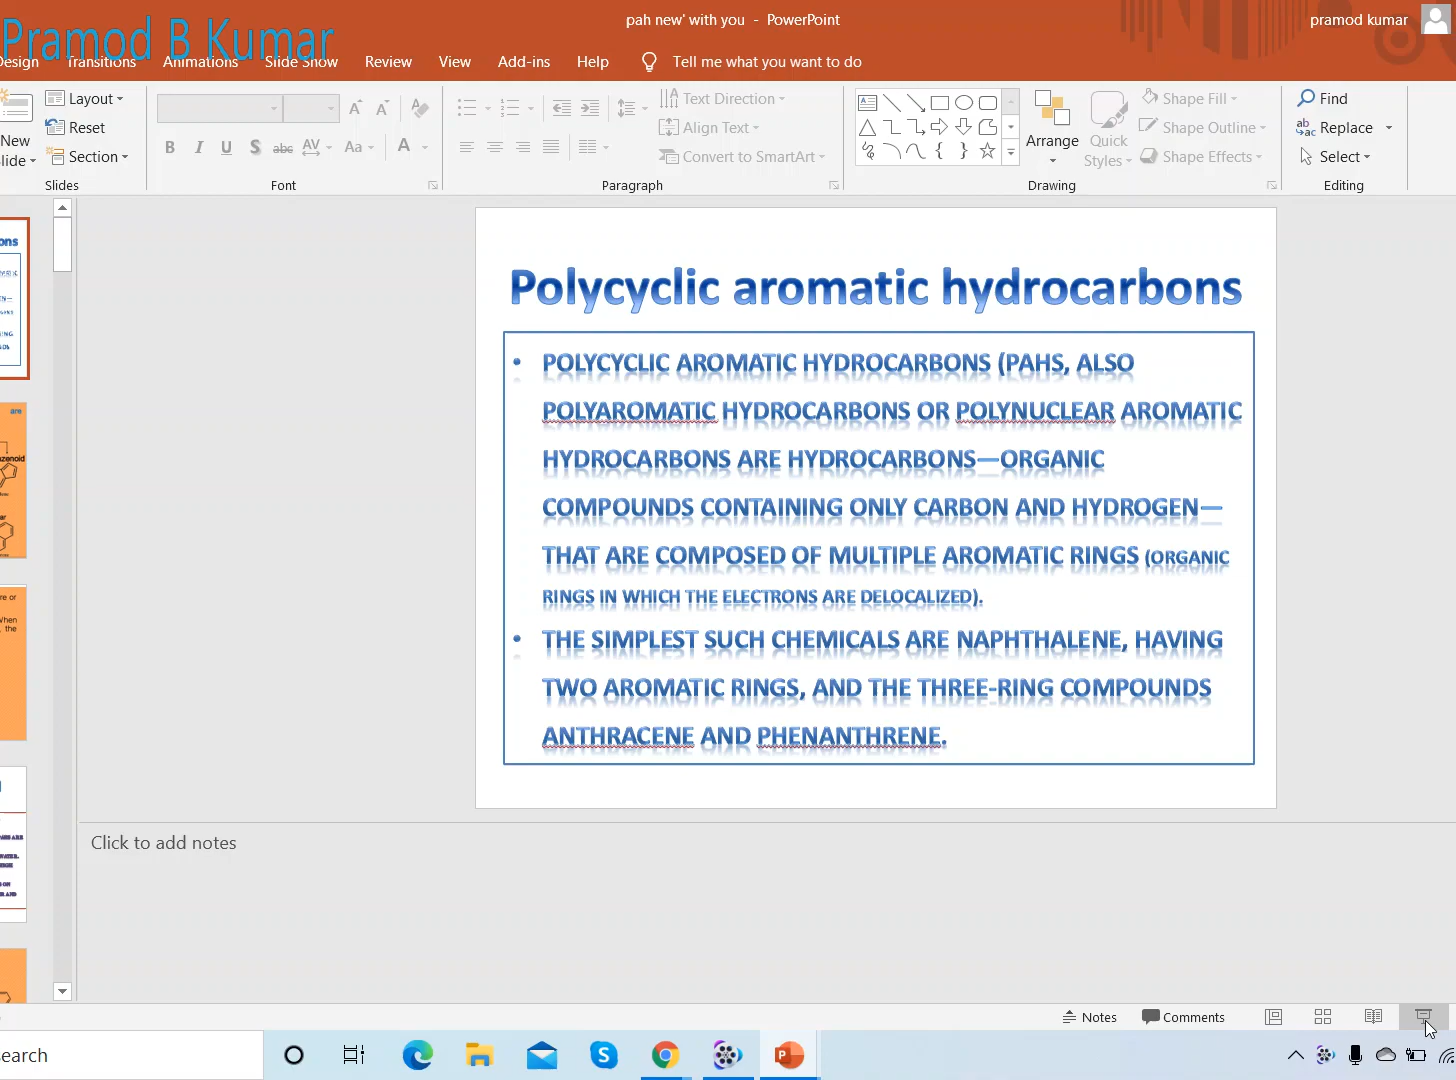 Pramod B Kumar
pah new' with you - PowerPoint
pramod kumar
Design Transitions Animations Slide Show Review View Add-ins Help Tell me what you want to do
New
Slide
Layout
Reset
Section
Slides
B I U S abc AV Aa A
Font
Text Direction
Align Text
Convert to SmartArt
Paragraph
Arrange
Quick
Styles
Shape Fill
Shape Outline
Shape Effects
Drawing
Find
Replace
Select
Editing
Polycyclic aromatic hydrocarbons
• POLYCYCLIC AROMATIC HYDROCARBONS (PAHS, ALSO
POLYAROMATIC HYDROCARBONS OR POLYNUCLEAR AROMATIC
HYDROCARBONS ARE HYDROCARBONS—ORGANIC
COMPOUNDS CONTAINING ONLY CARBON AND HYDROGEN—
THAT ARE COMPOSED OF MULTIPLE AROMATIC RINGS (ORGANIC
RINGS IN WHICH THE ELECTRONS ARE DELOCALIZED).
• THE SIMPLEST SUCH CHEMICALS ARE NAPHTHALENE, HAVING
TWO AROMATIC RINGS, AND THE THREE-RING COMPOUNDS
ANTHRACENE AND PHENANTHRENE.
Click to add notes
Notes Comments
earch